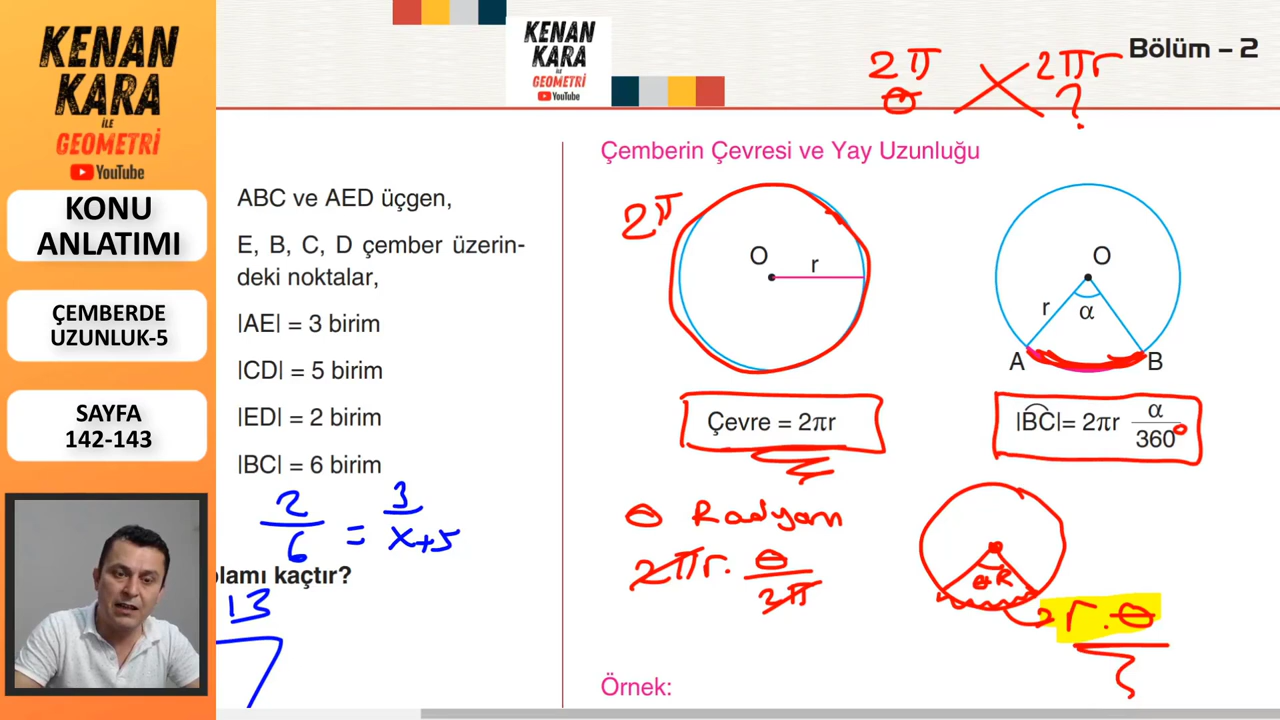 KENAN
KARA
İLE
GEOMETRİ
YouTube
KONU
ANLATIMI
ÇEMBERDE
UZUNLUK-5
SAYFA
142-143
KENAN
KARA
İLE
GEOMETRİ
YouTube
Bölüm – 2
2π 2πr
θ ?
ABC ve AED üçgen,
E, B, C, D çember üzerin-
deki noktalar,
|AE| = 3 birim
|CD| = 5 birim
|ED| = 2 birim
|BC| = 6 birim
2/6 = 3/x+5
olamı kaçtır?
13
Çemberin Çevresi ve Yay Uzunluğu
2π
O
r
O
r
α
A
B
Çevre = 2πr
|BC|= 2πr α/360°
θ Radyan
2πr · θ/2π
θR
r.θ
Örnek: